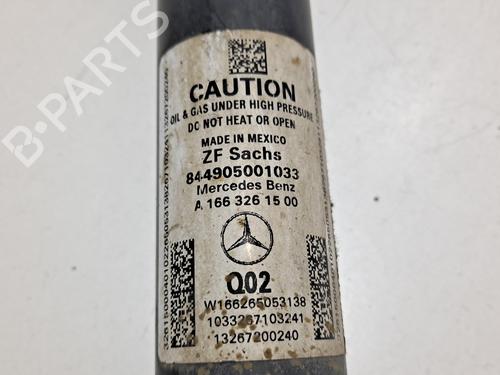 CAUTION
OIL & GAS UNDER HIGH PRESSURE
DO NOT HEAT OR OPEN
MADE IN MEXICO
ZF Sachs
844905001033
Mercedes Benz
A 166 326 15 00
Q02
W166265053138
1033267103241
13267200240
B-PARTS